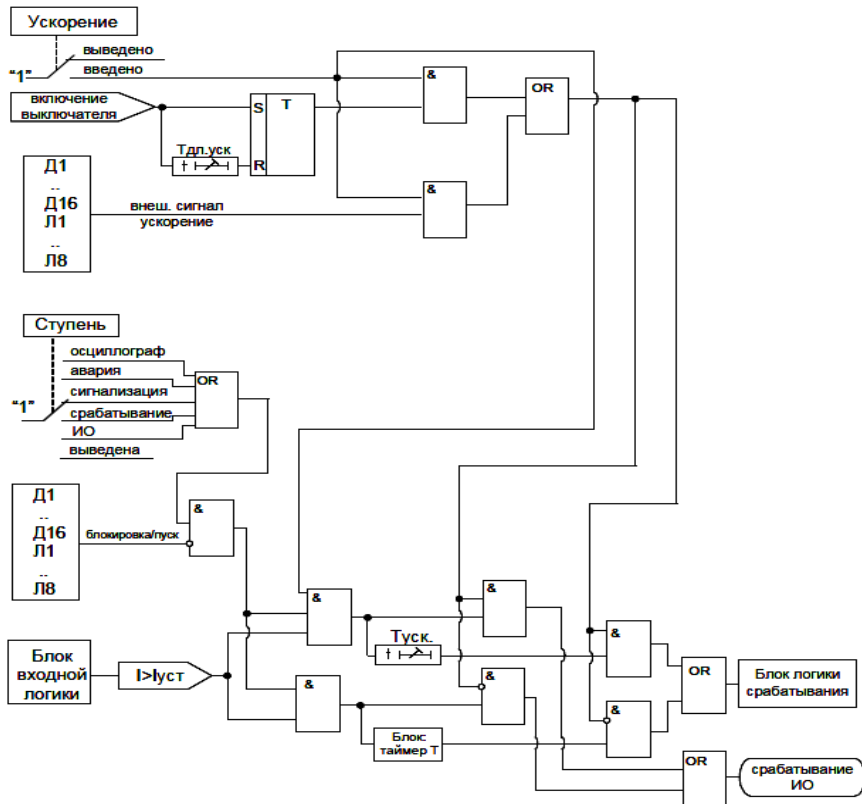 Ускорение
выведено
введено
“1”
включение
выключателя
S
T
R
Tдл.уск
&
OR
&
Д1
..
Д16
Л1
..
Л8
внеш. сигнал
ускорение
Ступень
осциллограф
авария
сигнализация
“1”
срабатывание
ИО
выведена
OR
Д1
..
Д16
Л1
..
Л8
блокировка/пуск
&
&
&
Tуск.
&
Блок
входной
логики
I>Iуст
&
&
OR
Блок логики
срабатывания
&
Блок:
таймер T
OR
срабатывание
ИО